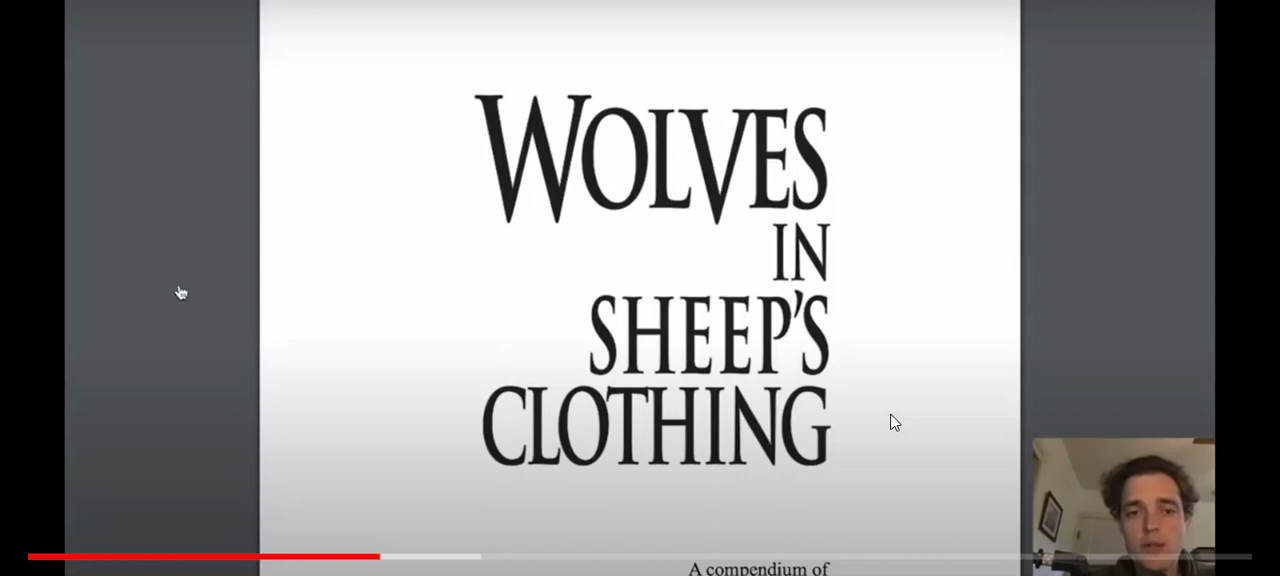 WOLVES
IN
SHEEP'S
CLOTHING
A compendium of